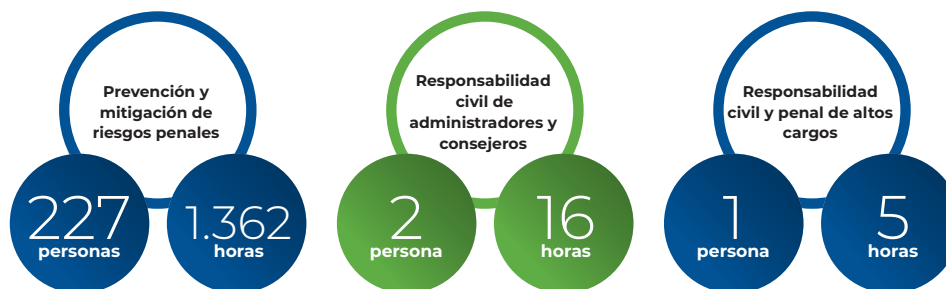 Prevención y
mitigación de
riesgos penales
227
personas
1.362
horas
Responsabilidad
civil de
administradores y
consejeros
2
persona
16
horas
Responsabilidad
civil y penal de altos
cargos
1
persona
5
horas